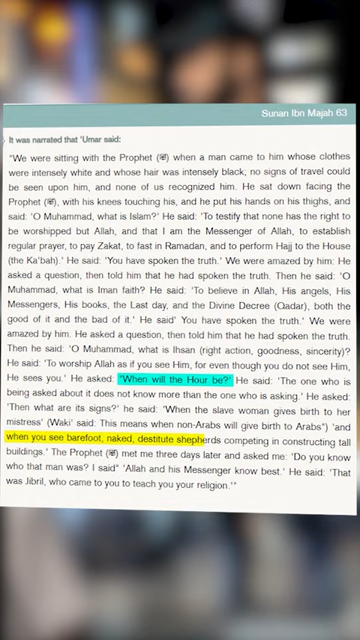 Sunan Ibn Majah 63
It was narrated that 'Umar said:
"We were sitting with the Prophet (ﷺ) when a man came to him whose clothes
were intensely white and whose hair was intensely black, no signs of travel could
be seen upon him, and none of us recognized him. He sat down facing the
Prophet (ﷺ), with his knees touching his, and he put his hands on his thighs, and
said: 'O Muhammad, what is Islam?' He said: 'To testify that none has the right to
be worshipped but Allah, and that I am the Messenger of Allah, to establish
regular prayer, to pay Zakat, to fast in Ramadan, and to perform Hajj to the House
(the Ka'bah).' He said: 'You have spoken the truth.' We were amazed by him: He
asked a question, then told him that he had spoken the truth. Then he said: 'O
Muhammad, what is Iman faith? He said: 'To believe in Allah, His angels, His
Messengers, His books, the Last day, and the Divine Decree (Qadar), both the
good of it and the bad of it.' He said' You have spoken the truth.' We were
amazed by him. He asked a question, then told him that he had spoken the truth.
Then he said: 'O Muhammad, what is Ihsan (right action, goodness, sincerity)?
He said: 'To worship Allah as if you see Him, for even though you do not see Him,
He sees you.' He asked: 'When will the Hour be?' He said: 'The one who is
being asked about it does not know more than the one who is asking.' He asked:
'Then what are its signs?' he said: 'When the slave woman gives birth to her
mistress' (Waki' said: This means when non-Arabs will give birth to Arabs") 'and
when you see barefoot, naked, destitute shepherds competing in constructing tall
buildings.' The Prophet (ﷺ) met me three days later and asked me: 'Do you know
who that man was? I said" 'Allah and his Messenger know best.' He said: 'That
was Jibril, who came to you to teach you your religion.'"